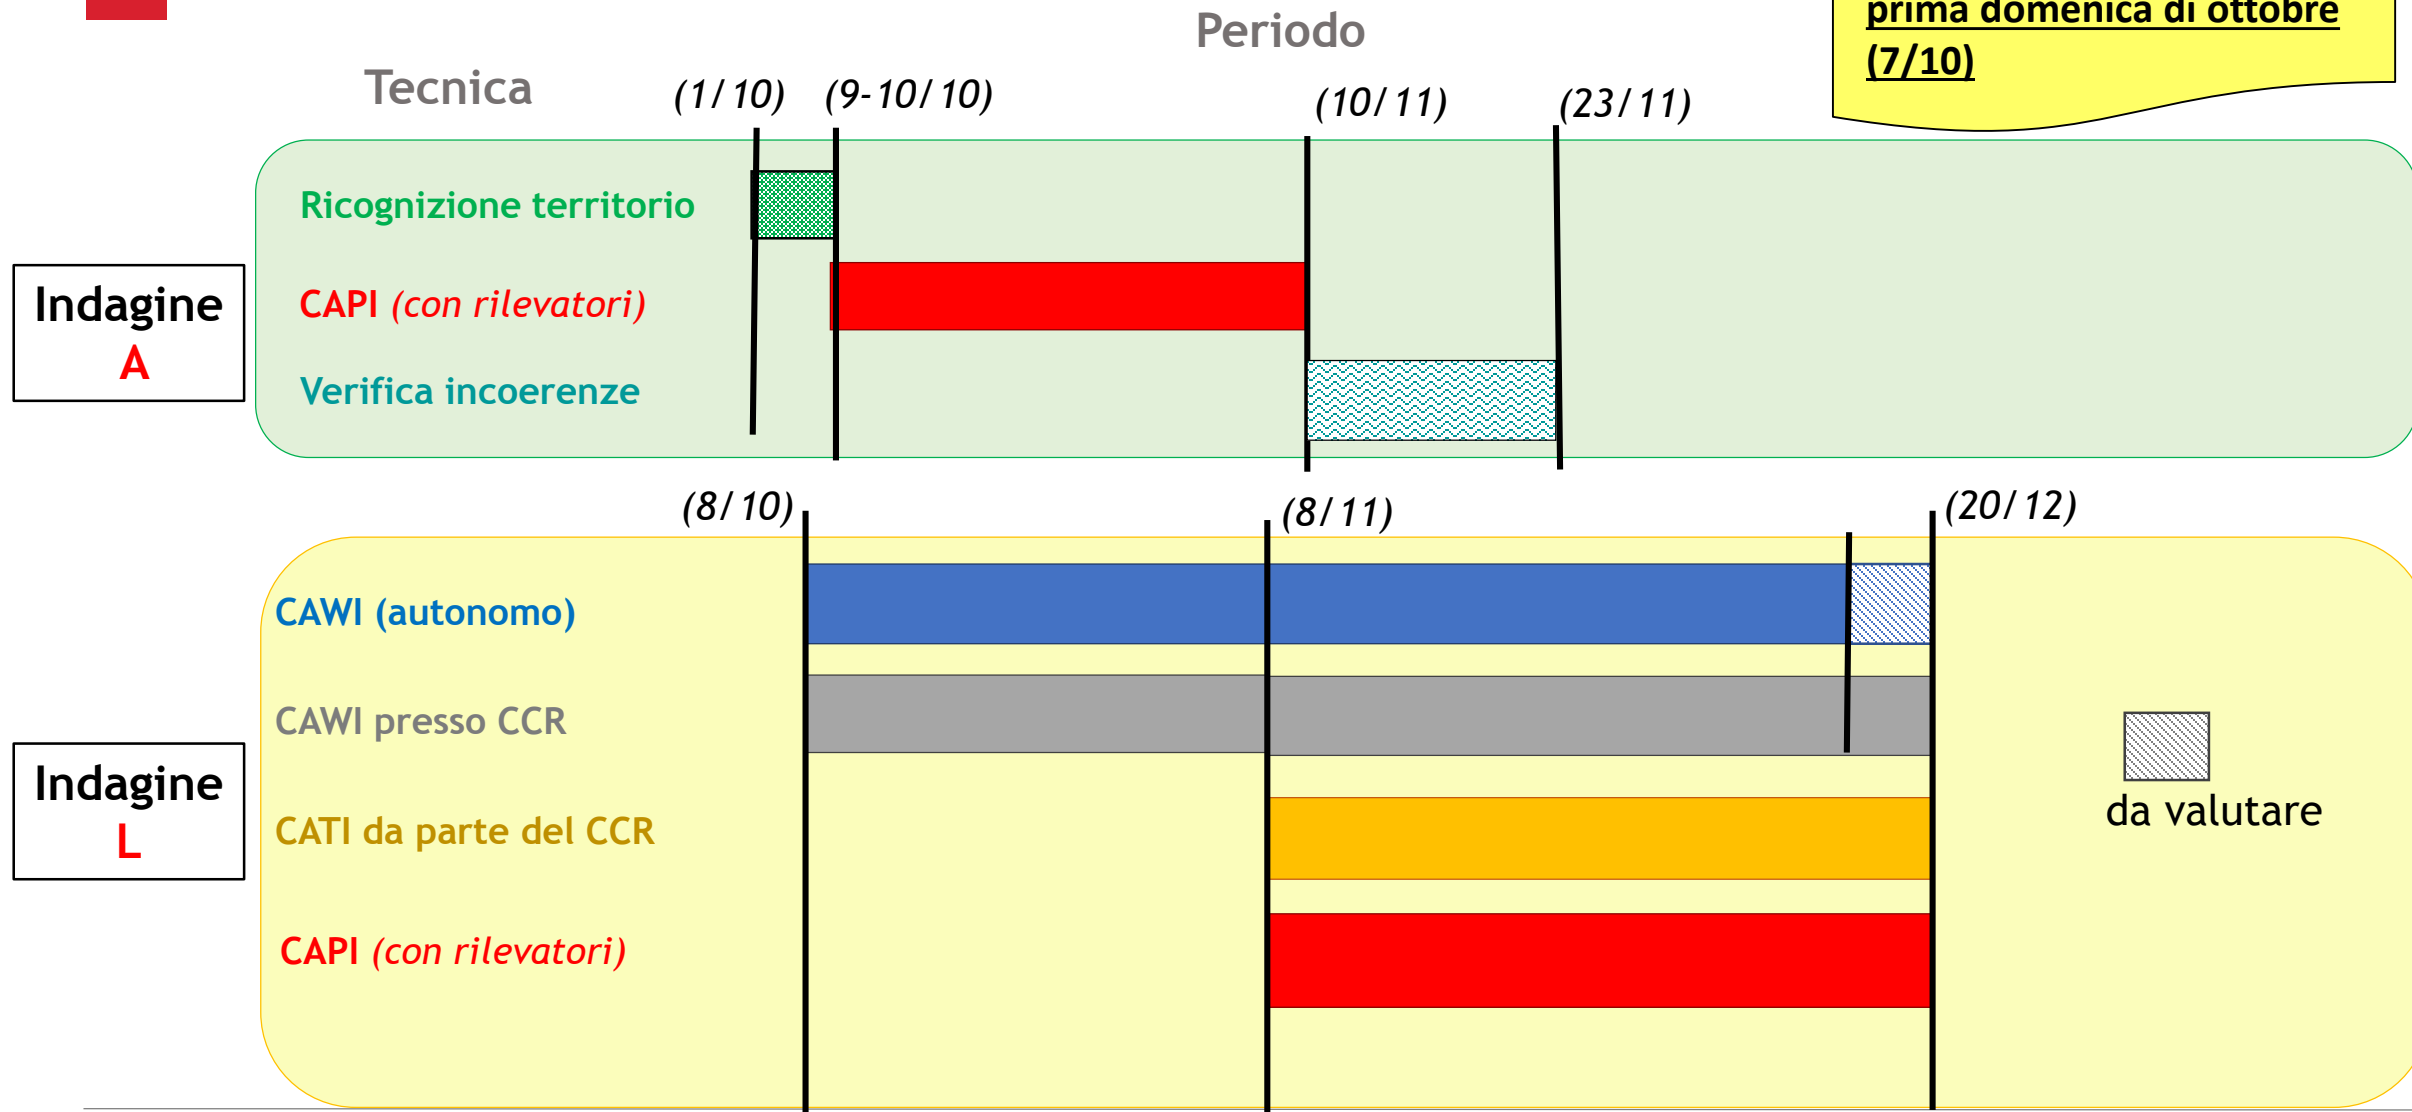 prima domenica di ottobre
(7/10)
Periodo
Tecnica
(1/10) (9-10/10) (10/11) (23/11)
Ricognizione territorio
CAPI (con rilevatori)
Verifica incoerenze
Indagine
A
(8/10) (8/11) (20/12)
CAWI (autonomo)
CAWI presso CCR
CATI da parte del CCR
CAPI (con rilevatori)
Indagine
L
da valutare